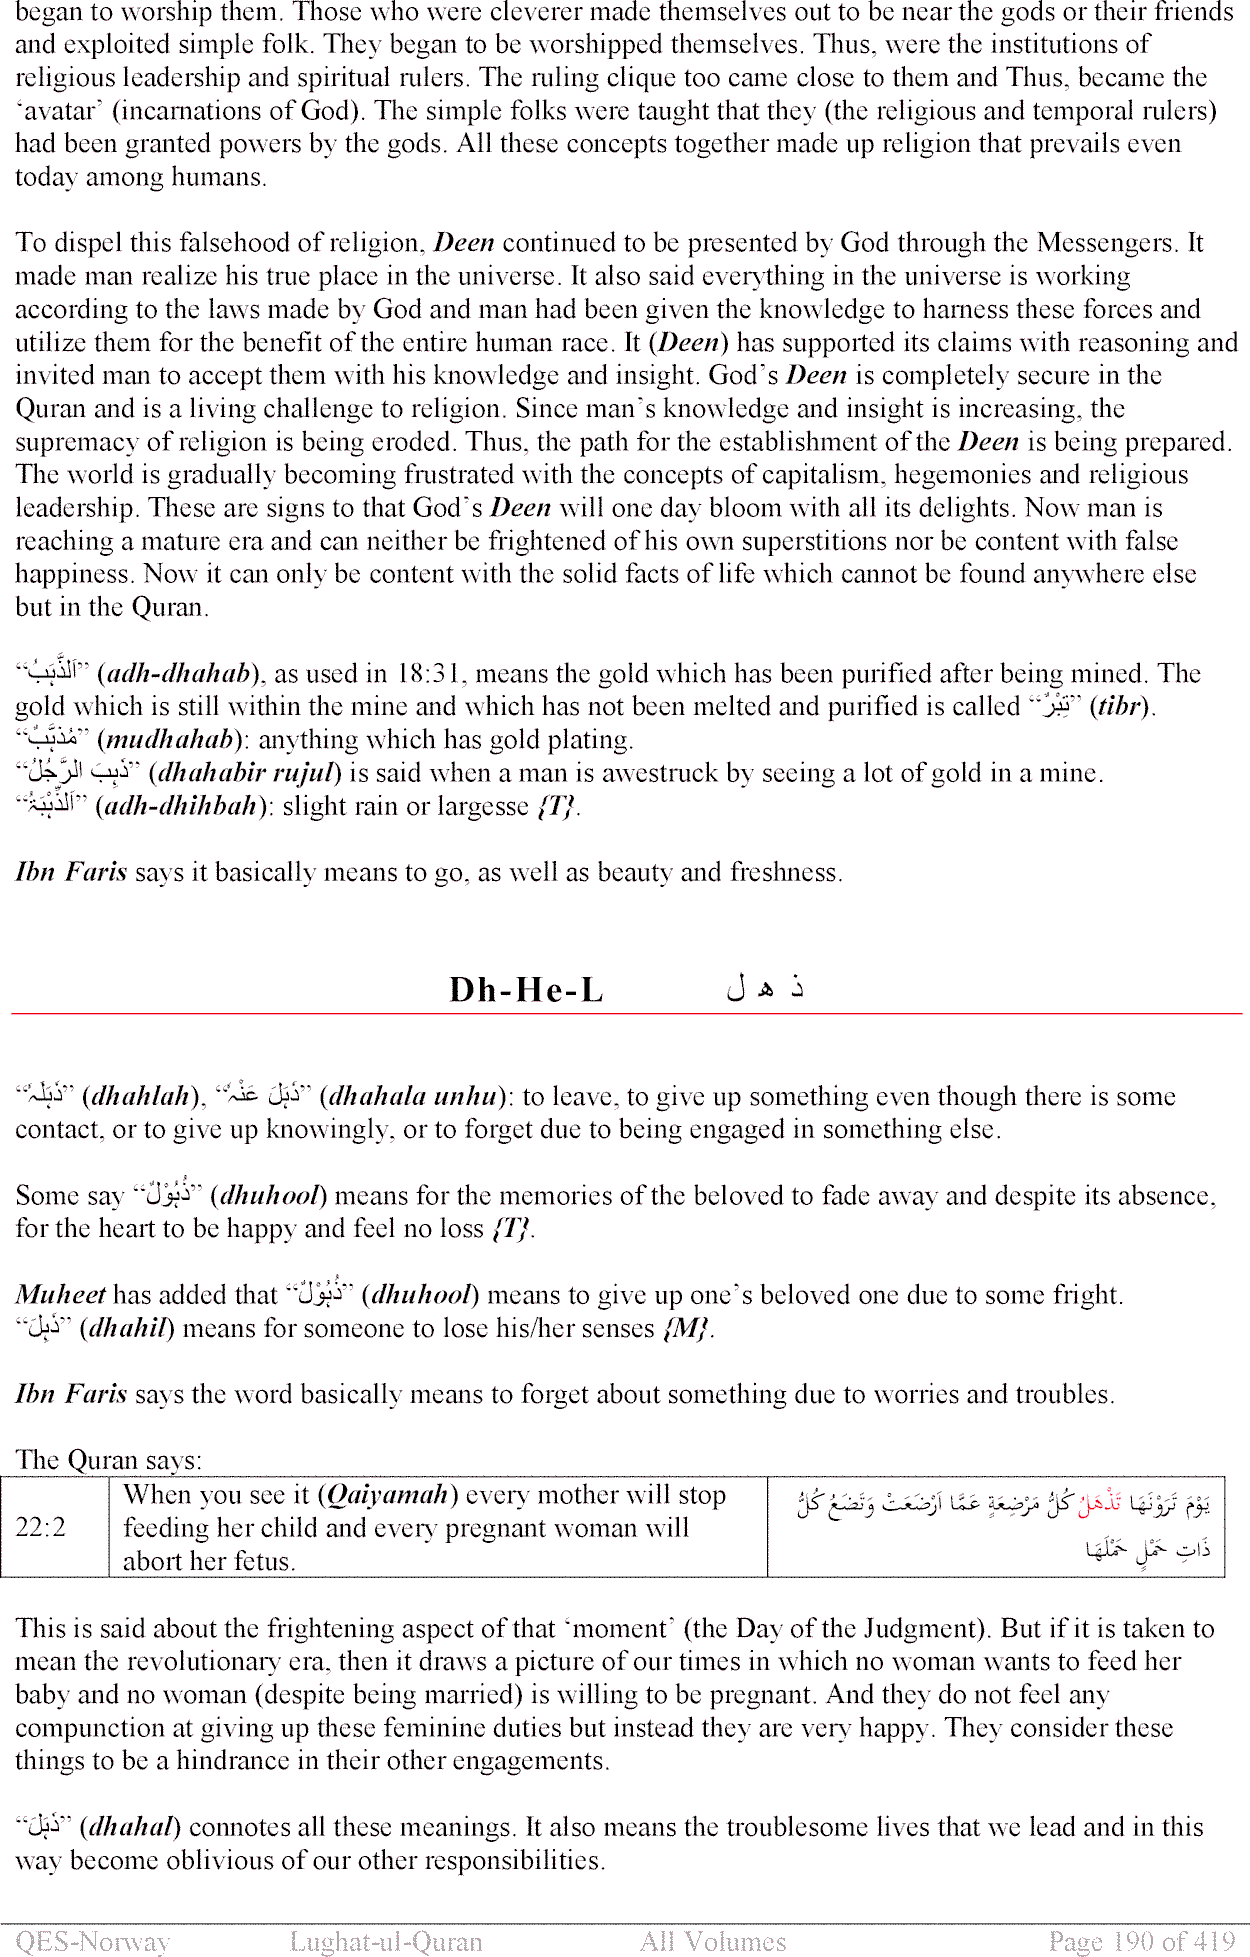 began to worship them. Those who were cleverer made themselves out to be near the gods or their friends
and exploited simple folk. They began to be worshipped themselves. Thus, were the institutions of
religious leadership and spiritual rulers. The ruling clique too came close to them and Thus, became the
‘avatar’ (incarnations of God). The simple folks were taught that they (the religious and temporal rulers)
had been granted powers by the gods. All these concepts together made up religion that prevails even
today among humans.
To dispel this falsehood of religion, Deen continued to be presented by God through the Messengers. It
made man realize his true place in the universe. It also said everything in the universe is working
according to the laws made by God and man had been given the knowledge to harness these forces and
utilize them for the benefit of the entire human race. It (Deen) has supported its claims with reasoning and
invited man to accept them with his knowledge and insight. God’s Deen is completely secure in the
Quran and is a living challenge to religion. Since man’s knowledge and insight is increasing, the
supremacy of religion is being eroded. Thus, the path for the establishment of the Deen is being prepared.
The world is gradually becoming frustrated with the concepts of capitalism, hegemonies and religious
leadership. These are signs to that God’s Deen will one day bloom with all its delights. Now man is
reaching a mature era and can neither be frightened of his own superstitions nor be content with false
happiness. Now it can only be content with the solid facts of life which cannot be found anywhere else
but in the Quran.
“اَلذَّہَبُ” (adh-dhahab), as used in 18:31, means the gold which has been purified after being mined. The
gold which is still within the mine and which has not been melted and purified is called “تِبْرٌ” (tibr).
“مُذَہَّبٌ” (mudhahab): anything which has gold plating.
“ذَہِبَ الرَّجُلُ” (dhahabir rujul) is said when a man is awestruck by seeing a lot of gold in a mine.
“اَلذِّہْبَۃُ” (adh-dhihbah): slight rain or largesse {T}.
Ibn Faris says it basically means to go, as well as beauty and freshness.
Dh-He-L ذ ه ل
“ذَہَلَہٗ” (dhahlah), “ذَہَلَ عَنْہُ” (dhahala unhu): to leave, to give up something even though there is some
contact, or to give up knowingly, or to forget due to being engaged in something else.
Some say “ذُہُوْلٌ” (dhuhool) means for the memories of the beloved to fade away and despite its absence,
for the heart to be happy and feel no loss {T}.
Muheet has added that “ذُہُوْلٌ” (dhuhool) means to give up one’s beloved one due to some fright.
“ذَہِلَ” (dhahil) means for someone to lose his/her senses {M}.
Ibn Faris says the word basically means to forget about something due to worries and troubles.
The Quran says:
22:2
When you see it (Qaiyamah) every mother will stop
feeding her child and every pregnant woman will
abort her fetus.
يَوْمَ تَرَوْنَهَا تَذْهَلُ كُلُّ مُرْضِعَةٍ عَمَّا اَرْضَعَتْ وَتَضَعُ كُلُّ
ذَاتِ حَمْلٍ حَمْلَهَا
This is said about the frightening aspect of that ‘moment’ (the Day of the Judgment). But if it is taken to
mean the revolutionary era, then it draws a picture of our times in which no woman wants to feed her
baby and no woman (despite being married) is willing to be pregnant. And they do not feel any
compunction at giving up these feminine duties but instead they are very happy. They consider these
things to be a hindrance in their other engagements.
“ذَہَلَ” (dhahal) connotes all these meanings. It also means the troublesome lives that we lead and in this
way become oblivious of our other responsibilities.
QES-Norway Lughat-ul-Quran All Volumes Page 190 of 419